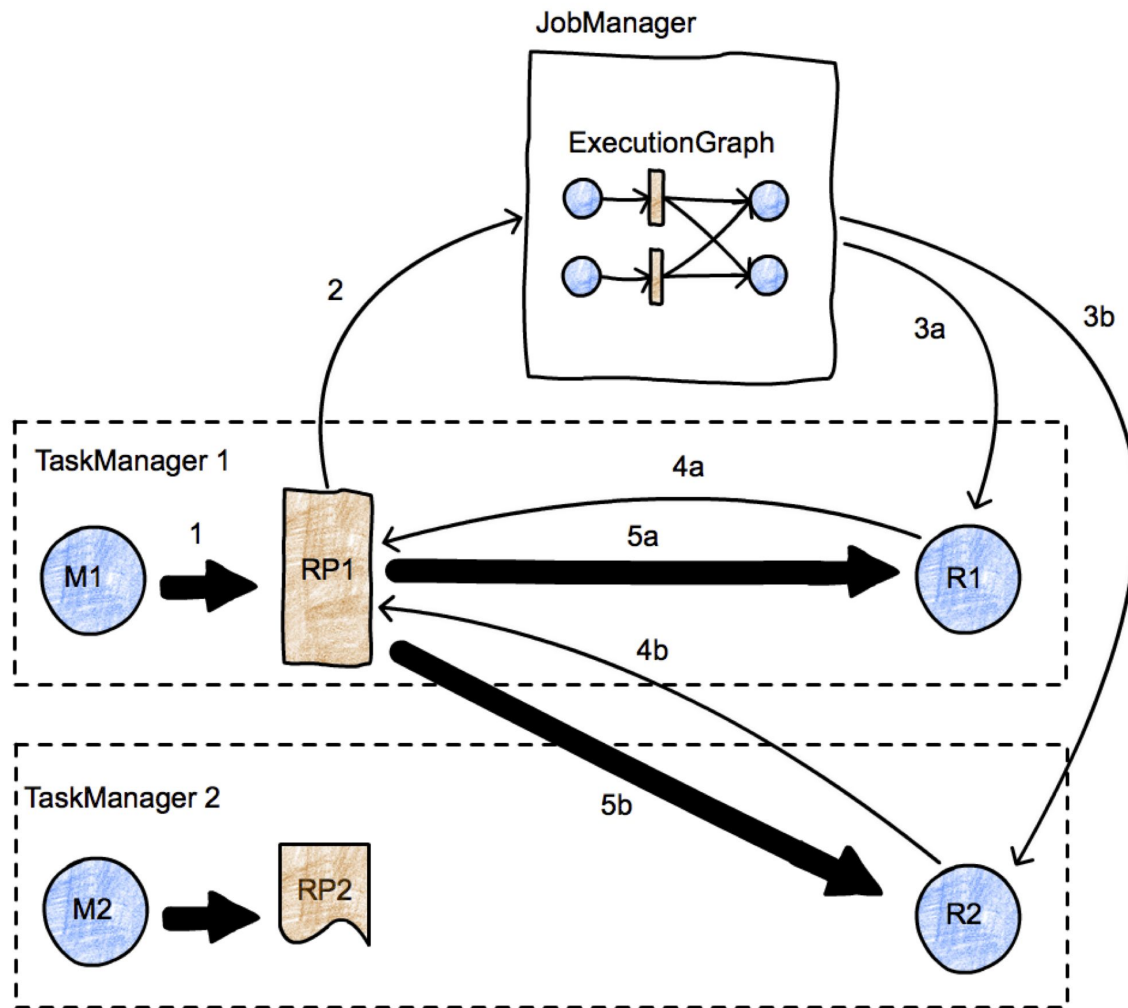 JobManager
ExecutionGraph
2
3a
3b
TaskManager 1
4a
1
5a
M1
RP1
R1
4b
TaskManager 2
5b
M2
RP2
R2